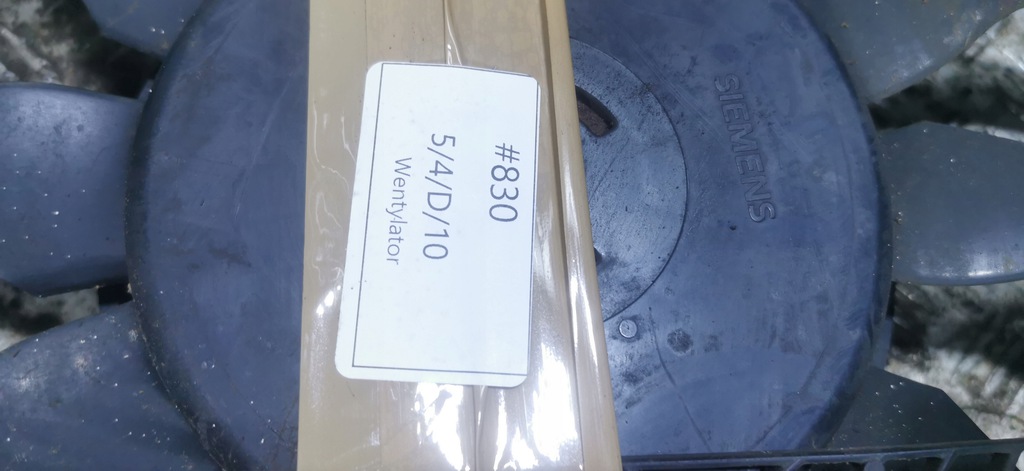 #830
5/4/D/10
Wentylator
SIEMENS